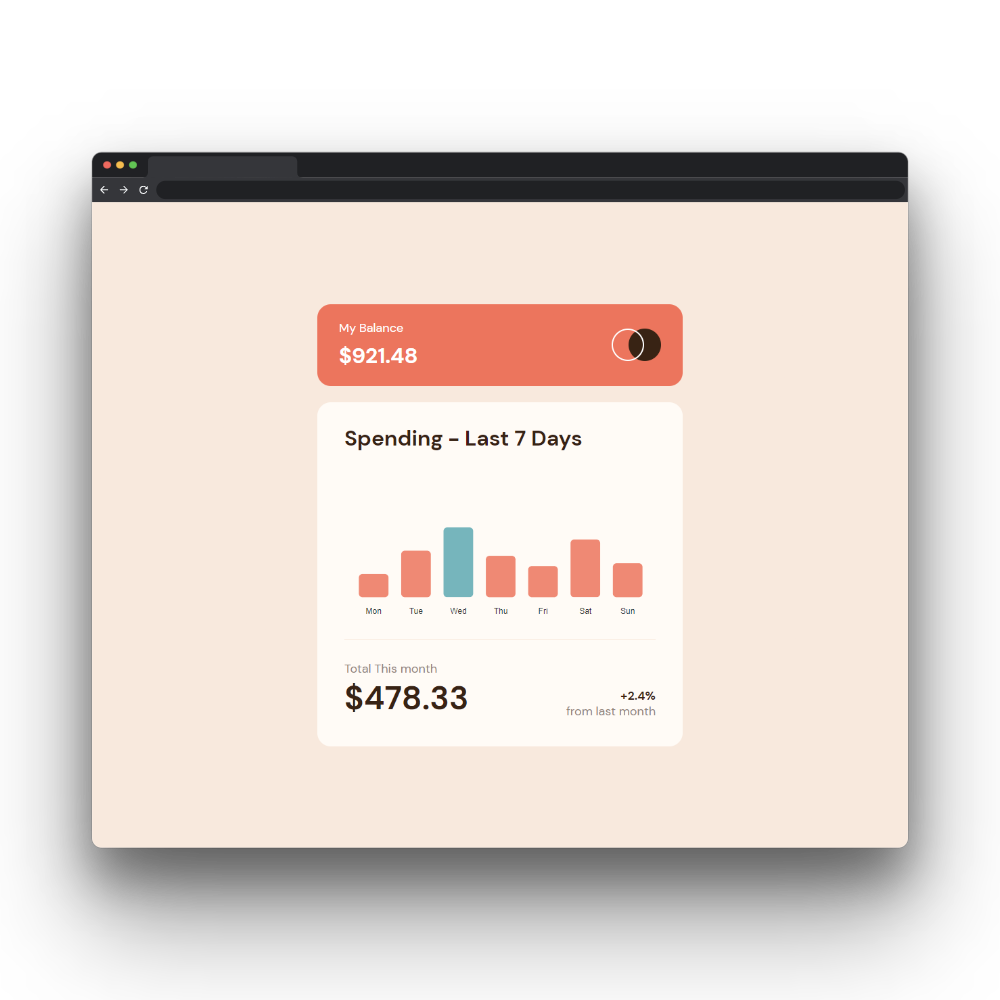 My Balance
$921.48
Spending - Last 7 Days
Mon Tue Wed Thu Fri Sat Sun
Total This month
$478.33
+2.4%
from last month